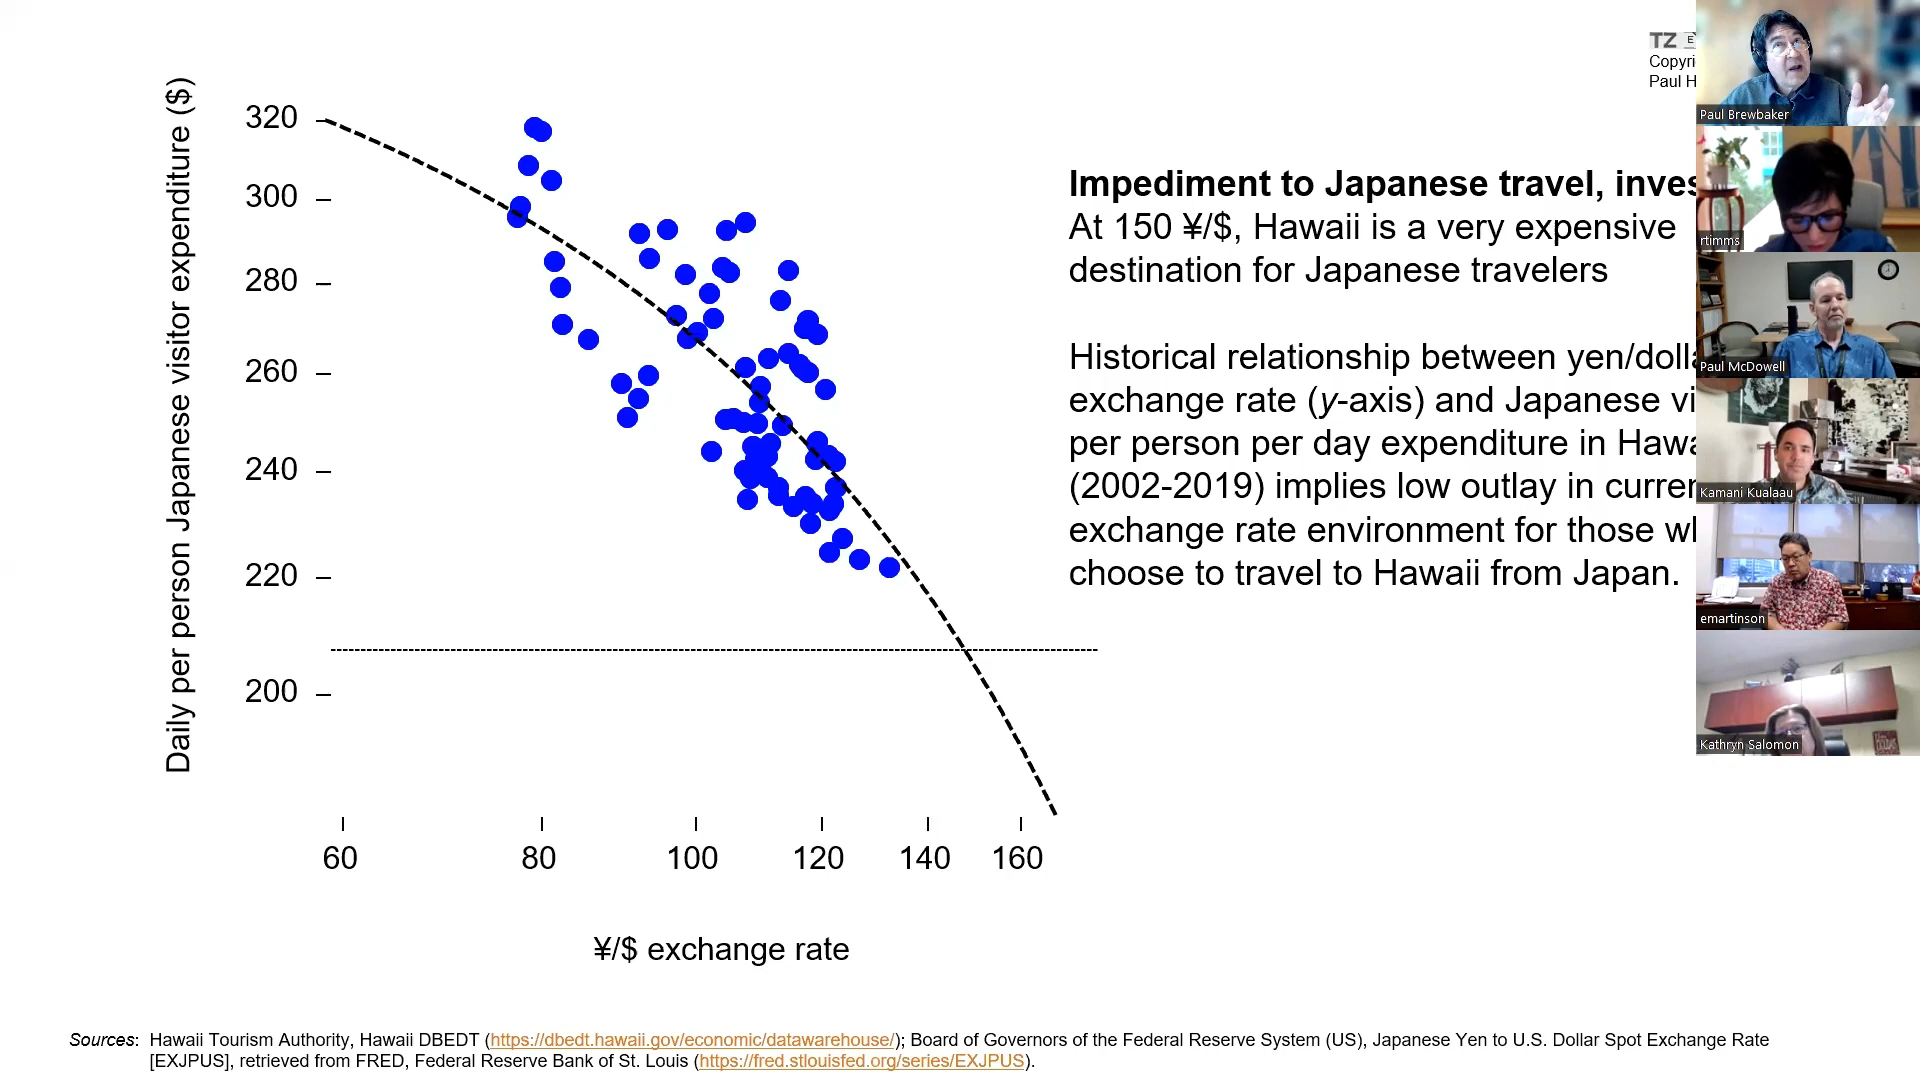 TZ E
Copyri
Paul H
Daily per person Japanese visitor expenditure ($)
320
300
280
260
240
220
200
60 80 100 120 140 160
¥/$ exchange rate
Impediment to Japanese travel, inves
At 150 ¥/$, Hawaii is a very expensive
destination for Japanese travelers
Historical relationship between yen/dolla
exchange rate (y-axis) and Japanese vi
per person per day expenditure in Hawa
(2002-2019) implies low outlay in curren
exchange rate environment for those wh
choose to travel to Hawaii from Japan.
Sources: Hawaii Tourism Authority, Hawaii DBEDT (https://dbedt.hawaii.gov/economic/datawarehouse/); Board of Governors of the Federal Reserve System (US), Japanese Yen to U.S. Dollar Spot Exchange Rate
[EXJPUS], retrieved from FRED, Federal Reserve Bank of St. Louis (https://fred.stlouisfed.org/series/EXJPUS).
Paul Brewbaker
rtimms
Paul McDowell
Kamani Kualaau
emartinson
Kathryn Salomon